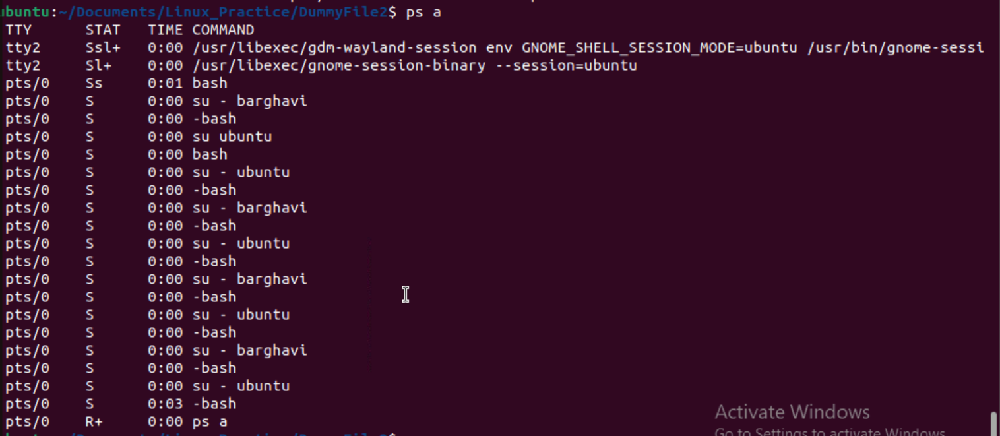 ubuntu:~/Documents/Linux_Practice/DummyFile2$ ps a
TTY STAT TIME COMMAND
tty2 Ssl+ 0:00 /usr/libexec/gdm-wayland-session env GNOME_SHELL_SESSION_MODE=ubuntu /usr/bin/gnome-sessi
tty2 Sl+ 0:00 /usr/libexec/gnome-session-binary --session=ubuntu
pts/0 Ss 0:01 bash
pts/0 S 0:00 su - barghavi
pts/0 S 0:00 -bash
pts/0 S 0:00 su ubuntu
pts/0 S 0:00 bash
pts/0 S 0:00 su - ubuntu
pts/0 S 0:00 -bash
pts/0 S 0:00 su - barghavi
pts/0 S 0:00 -bash
pts/0 S 0:00 su - ubuntu
pts/0 S 0:00 -bash
pts/0 S 0:00 su - barghavi
pts/0 S 0:00 -bash
pts/0 S 0:00 su - ubuntu
pts/0 S 0:00 -bash
pts/0 S 0:00 su - barghavi
pts/0 S 0:00 -bash
pts/0 S 0:00 su - ubuntu
pts/0 S 0:03 -bash
pts/0 R+ 0:00 ps a
Activate Windows
Go to Settings to activate Windows.